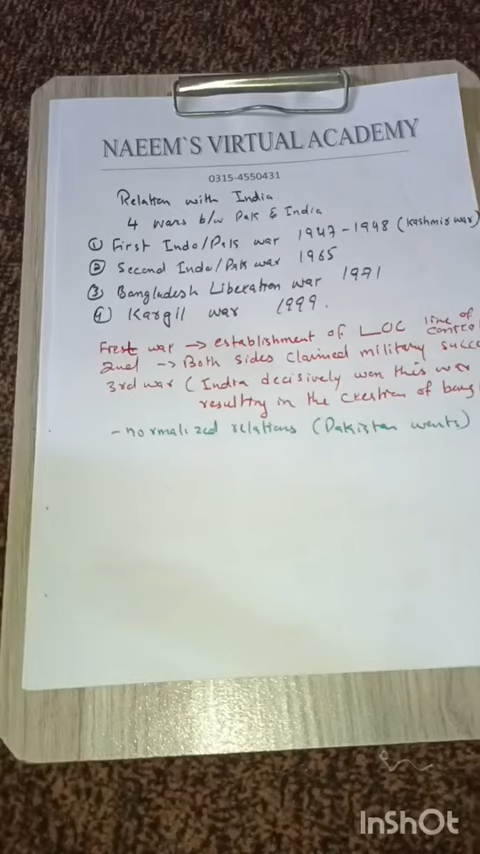 NAEEM`S VIRTUAL ACADEMY
0315-4550431
Relation with India.
4 wars b/w Pak & India
① First Indo/Pak war 1947-1948 (Kashmir war)
② Second Indo/Pak war 1965
③ Bangladesh Liberation war 1971
④ Kargil war 1999.
First war → establishment of LOC line of contro
2nd → Both sides claimed military succe
3rd war (India decisively won this war
resulting in the creation of bang
- normalized relations (Pakistan wants)
InShOt